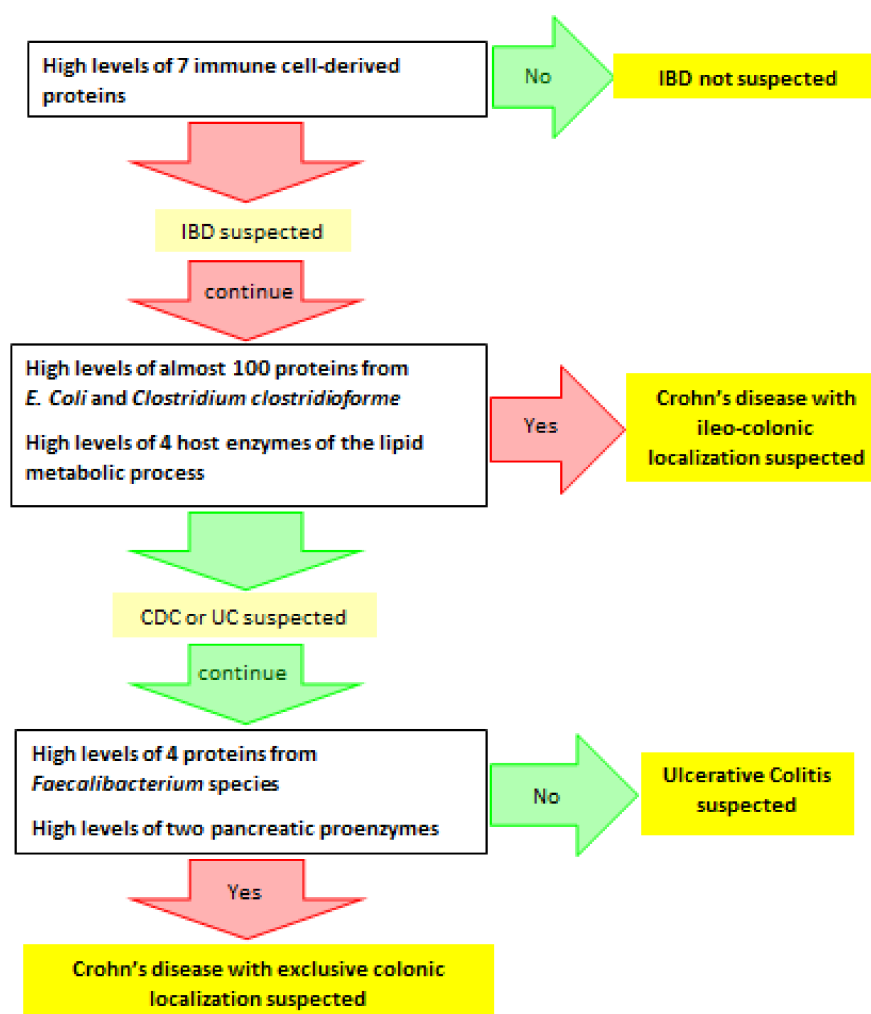 High levels of 7 immune cell-derived
proteins
No
IBD not suspected
IBD suspected
continue
High levels of almost 100 proteins from
E. Coli and Clostridium clostridioforme
High levels of 4 host enzymes of the lipid
metabolic process
Yes
Crohn's disease with
ileo-colonic
localization suspected
CDC or UC suspected
continue
High levels of 4 proteins from
Faecalibacterium species
High levels of two pancreatic proenzymes
No
Ulcerative Colitis
suspected
Yes
Crohn's disease with exclusive colonic
localization suspected